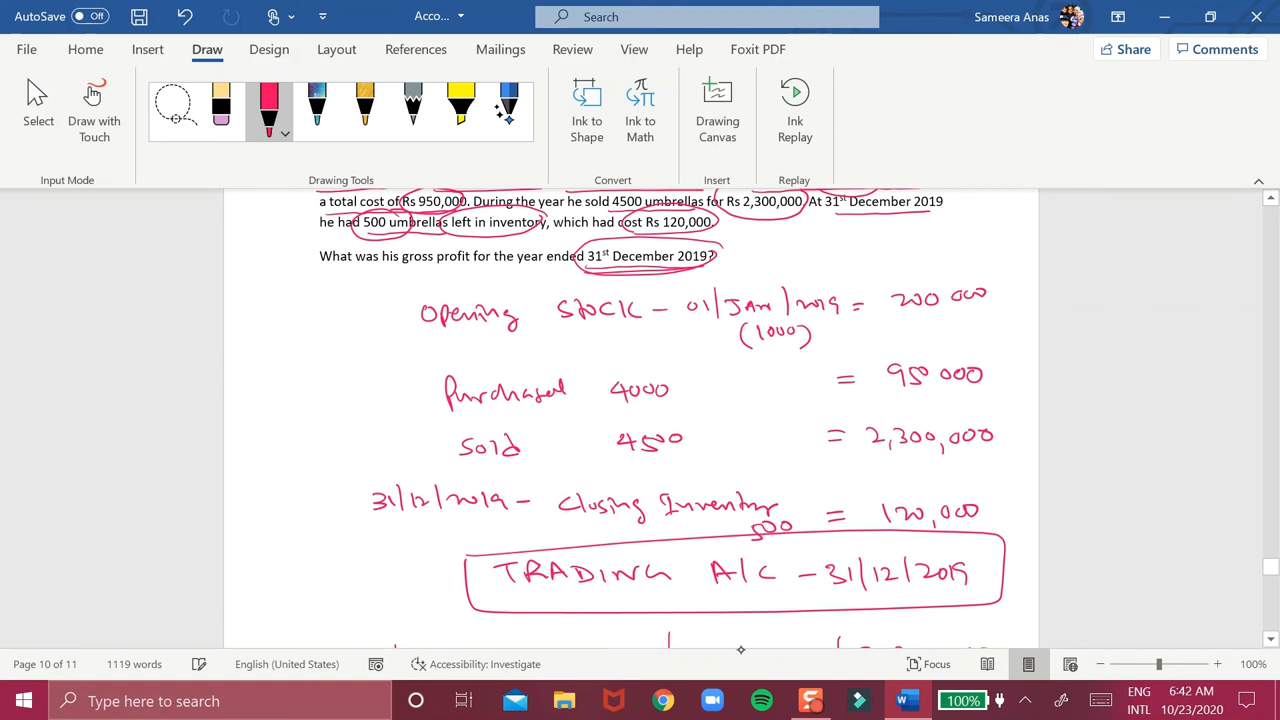 AutoSave Off Acco... Search Sameera Anas
File Home Insert Draw Design Layout References Mailings Review View Help Foxit PDF Share Comments
Select Draw with Touch Ink to Shape Ink to Math Drawing Canvas Ink Replay
Input Mode Drawing Tools Convert Insert Replay
a total cost of Rs 950,000. During the year he sold 4500 umbrellas for Rs 2,300,000. At 31st December 2019
he had 500 umbrellas left in inventory, which had cost Rs 120,000.
What was his gross profit for the year ended 31st December 2019?
Opening STOCK - 01/JAN/2019 = 200 000
(1000)
Purchased 4000 = 950 000
Sold 4500 = 2,300,000
31/12/2019 - Closing Inventory = 120,000
500
TRADING A/C - 31/12/2019
Page 10 of 11 1119 words English (United States) Accessibility: Investigate Focus 100%
Type here to search 100% ENG INTL 6:42 AM 10/23/2020